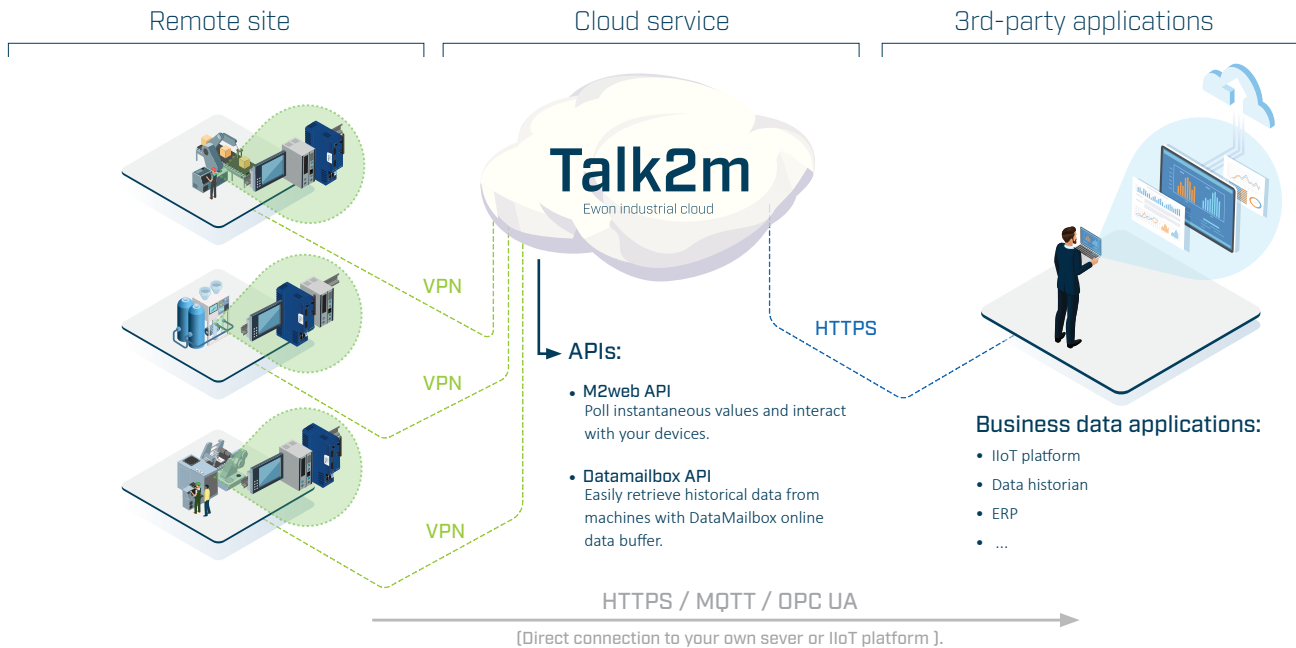 Remote site
Cloud service
3rd-party applications
Talk2m
Ewon industrial cloud
VPN
VPN
VPN
HTTPS
APIs:
• M2web API
Poll instantaneous values and interact
with your devices.
• Datamailbox API
Easily retrieve historical data from
machines with DataMailbox online
data buffer.
Business data applications:
• IIoT platform
• Data historian
• ERP
• ...
HTTPS / MQTT / OPC UA
(Direct connection to your own sever or IIoT platform ).